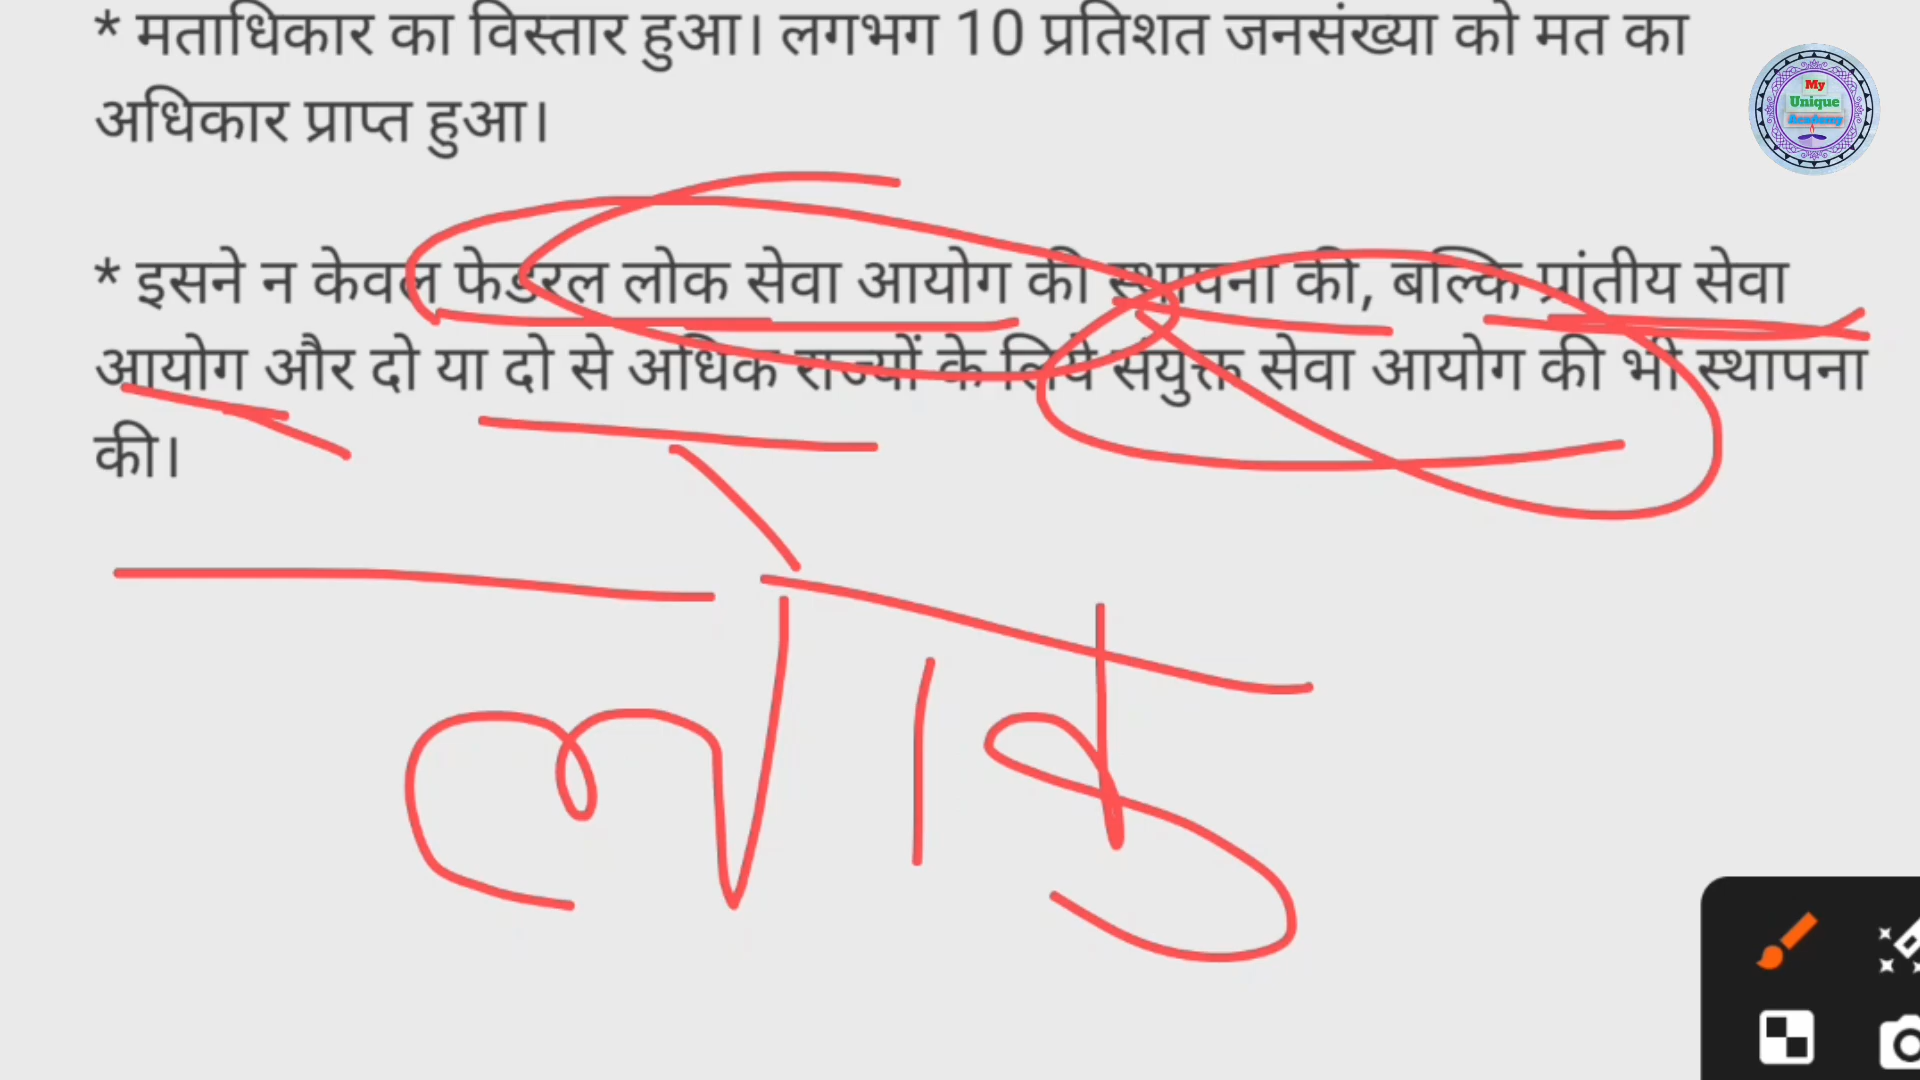 * मताधिकार का विस्तार हुआ। लगभग 10 प्रतिशत जनसंख्या को मत का
अधिकार प्राप्त हुआ।
* इसने न केवल फेडरल लोक सेवा आयोग की स्थापना की, बल्कि प्रांतीय सेवा
आयोग और दो या दो से अधिक राज्यों के लिये संयुक्त सेवा आयोग की भी स्थापना
की।
My
Unique
Academy